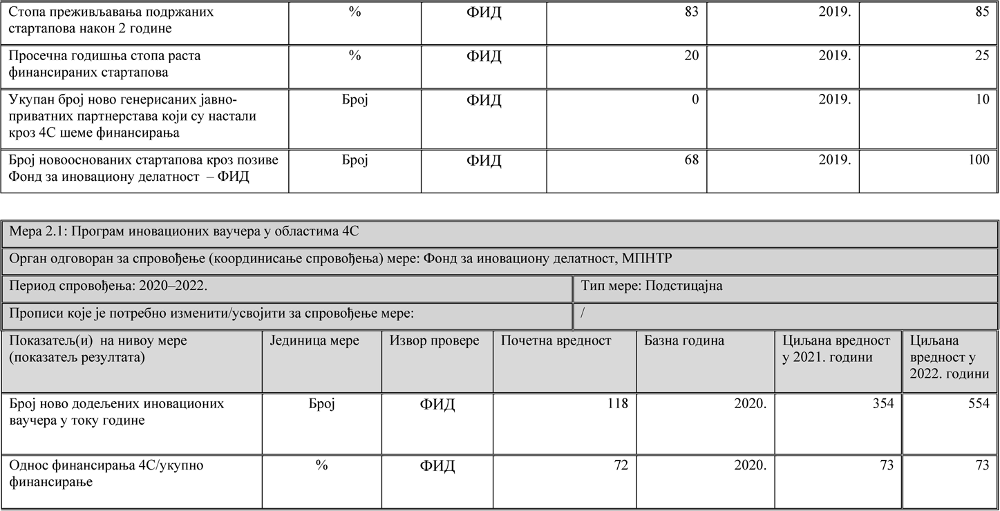 Стопа преживљавања подржаних % ФИД 83 2019. 85
стартапова након 2 године
Просечна годишња стопа раста % ФИД 20 2019. 25
финансираних стартапова
Укупан број ново генерисаних јавно- Број ФИД 0 2019. 10
приватних партнерстава који су настали
кроз 4С шеме финансирања
Број новооснованих стартапова кроз позиве Број ФИД 68 2019. 100
Фонд за иновациону делатност – ФИД
Мера 2.1: Програм иновационих ваучера у областима 4С
Орган одговоран за спровођење (координисање спровођења) мере: Фонд за иновациону делатност, МПНТР
Период спровођења: 2020–2022. Тип мере: Подстицајна
Прописи које је потребно изменити/усвојити за спровођење мере: /
Показатељ(и) на нивоу мере Јединица мере Извор провере Почетна вредност Базна година Циљана вредност Циљана
(показатељ резултата) у 2021. години вредност у
2022. години
Број ново додељених иновационих Број ФИД 118 2020. 354 554
ваучера у току године
Однос финансирања 4С/укупно % ФИД 72 2020. 73 73
финансирање